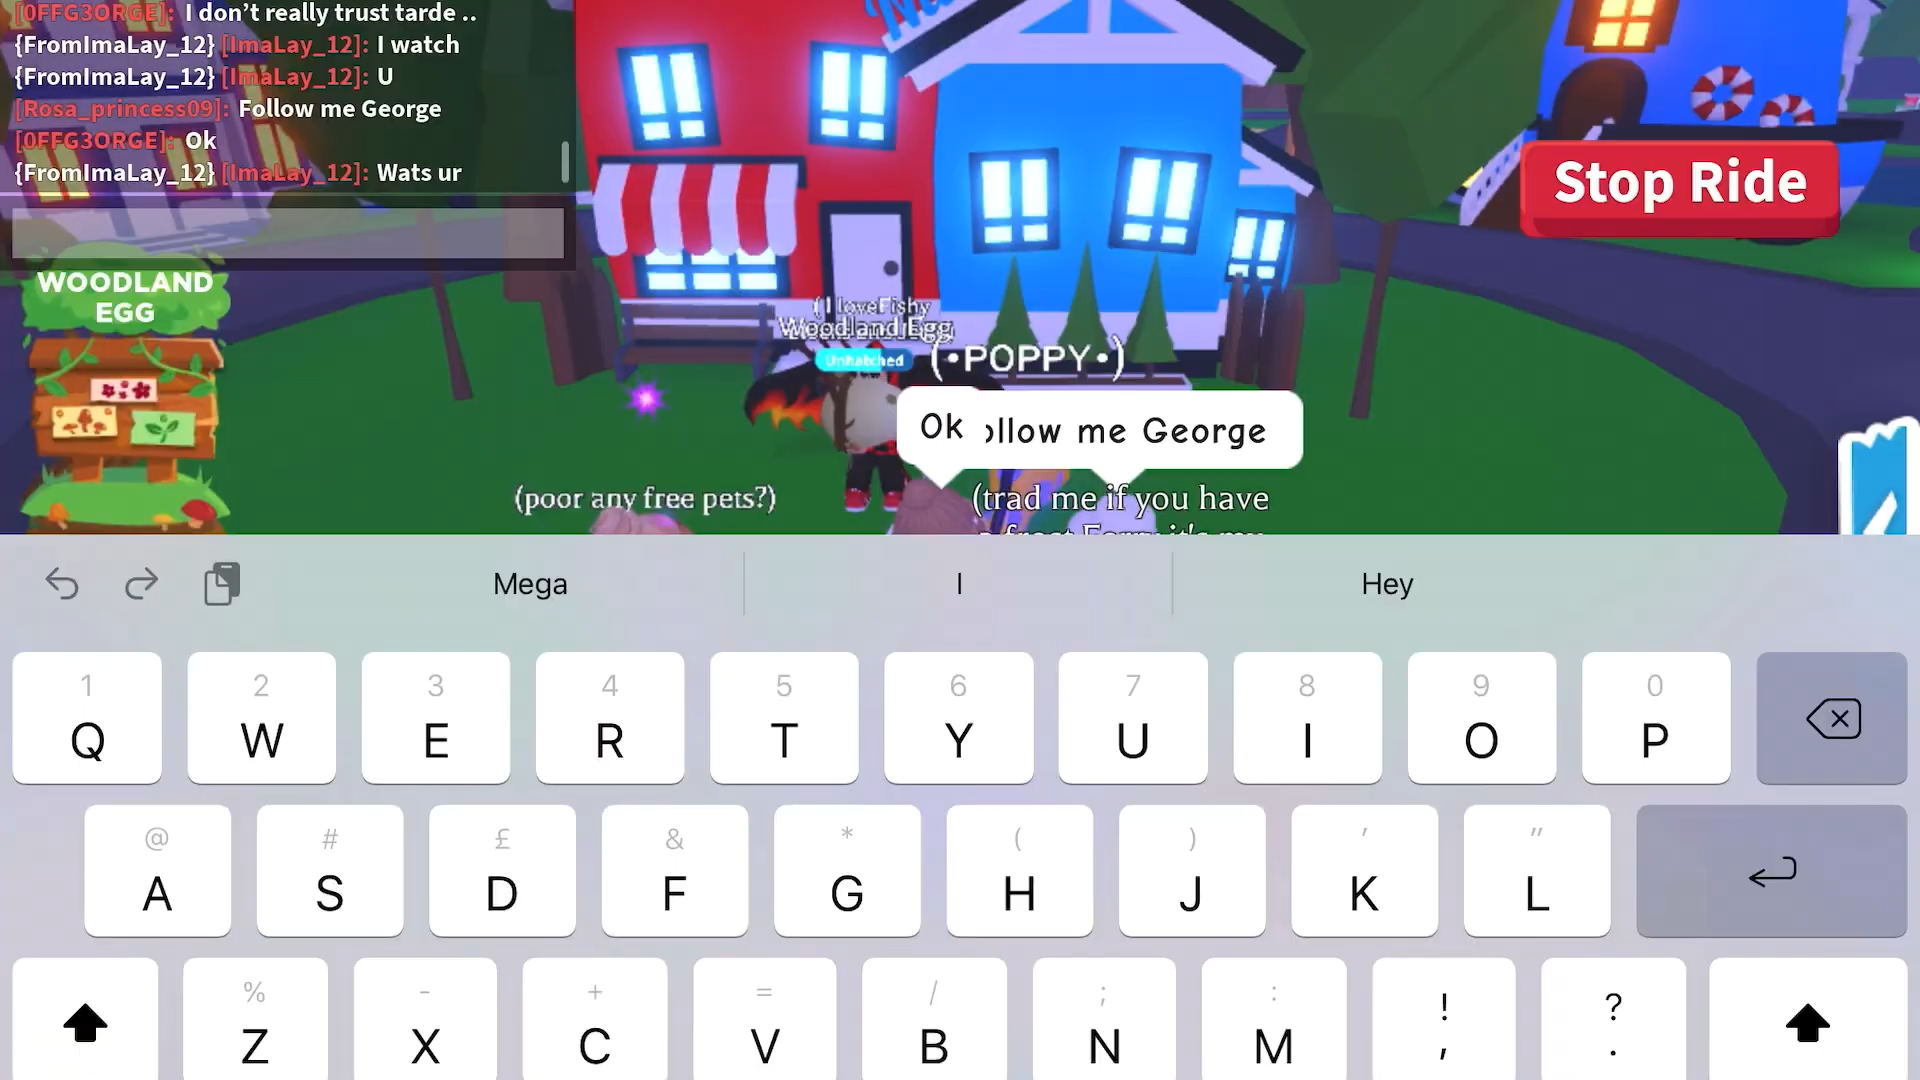 [0FFG3ORGE]: I don't really trust tarde ..
{FromImaLay_12} [ImaLay_12]: I watch
{FromImaLay_12} [ImaLay_12]: U
[Rosa_princess09]: Follow me George
[0FFG3ORGE]: Ok
{FromImaLay_12} [ImaLay_12]: Wats ur
Stop Ride
WOODLAND
EGG
(I loveFishy
Woodland Egg
Unhatched
(•POPPY•)
Ok
ollow me George
(poor any free pets?)
(trad me if you have
Mega
I
Hey
1 2 3 4 5 6 7 8 9 0
Q W E R T Y U I O P
@ # £ & * ( ) ' "
A S D F G H J K L
% - + = / ; : ! ?
Z X C V B N M , .